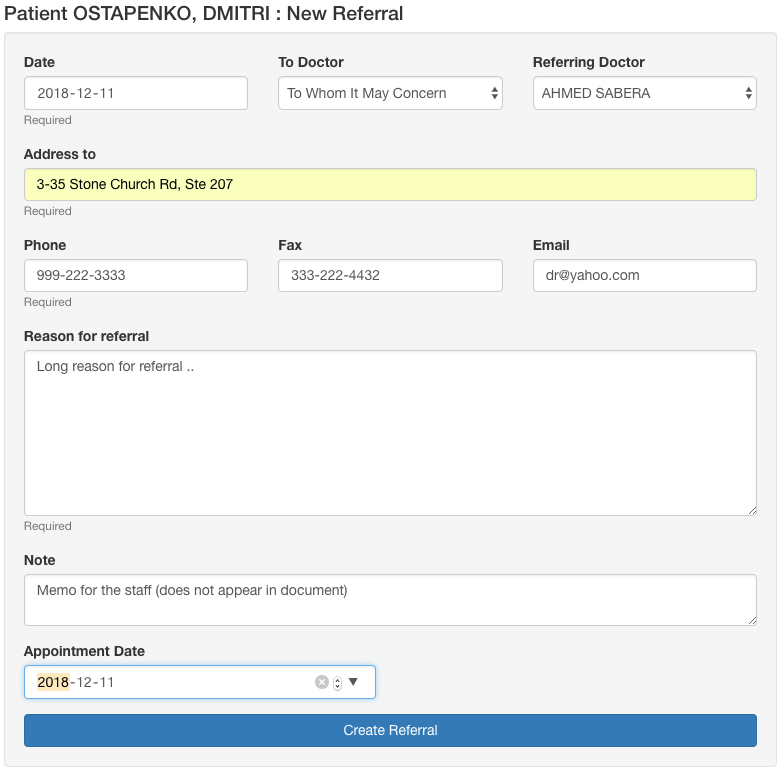 Patient OSTAPENKO, DMITRI : New Referral
Date To Doctor Referring Doctor
2018-12-11 To Whom It May Concern AHMED SABERA
Required
Address to
3-35 Stone Church Rd, Ste 207
Required
Phone Fax Email
999-222-3333 333-222-4432 dr@yahoo.com
Required
Reason for referral
Long reason for referral ..
Required
Note
Memo for the staff (does not appear in document)
Appointment Date
2018-12-11
Create Referral